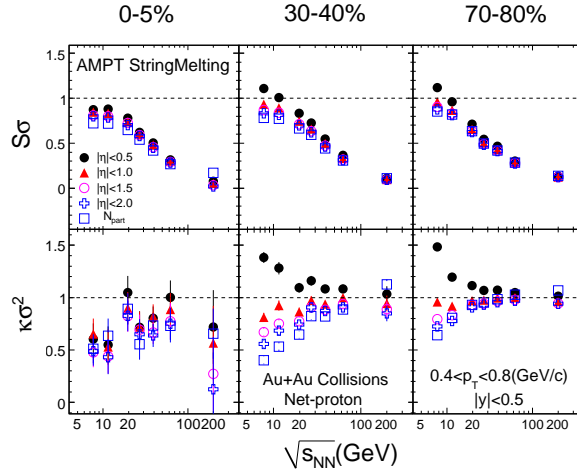 0-5% 30-40% 70-80%
AMPT StringMelting
Sσ
1
0.5
0
|η|<0.5
|η|<1.0
|η|<1.5
|η|<2.0
N_part
κσ²
1.5
1
0.5
0
Au+Au Collisions
Net-proton
0.4<p_T<0.8(GeV/c)
|y|<0.5
5 10 20 100 200 5 10 20 100 200 5 10 20 100 200
√s_NN(GeV)